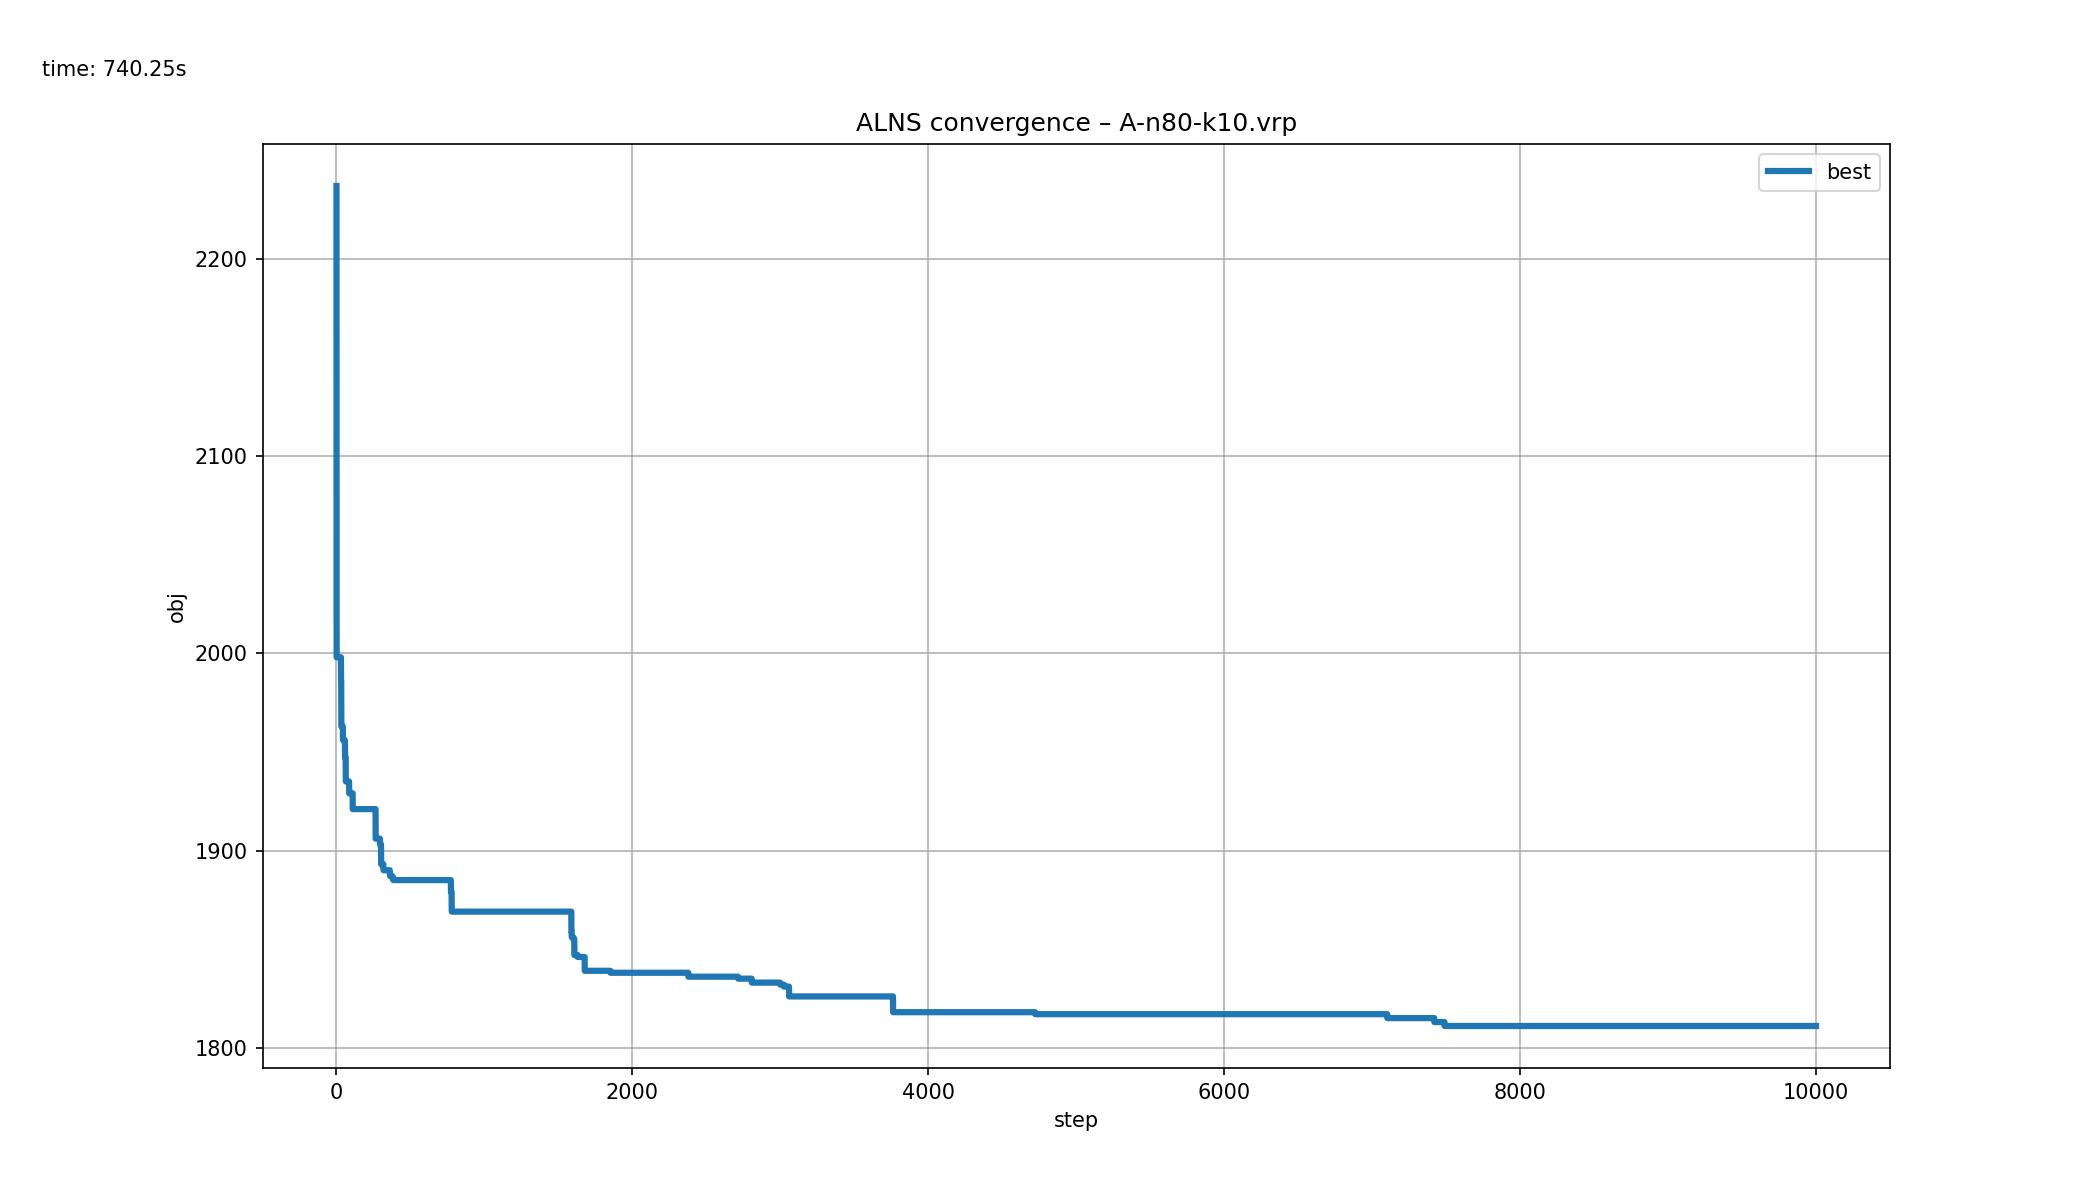 time: 740.25s
ALNS convergence – A-n80-k10.vrp
best
2200
2100
2000
1900
1800
obj
0 2000 4000 6000 8000 10000
step